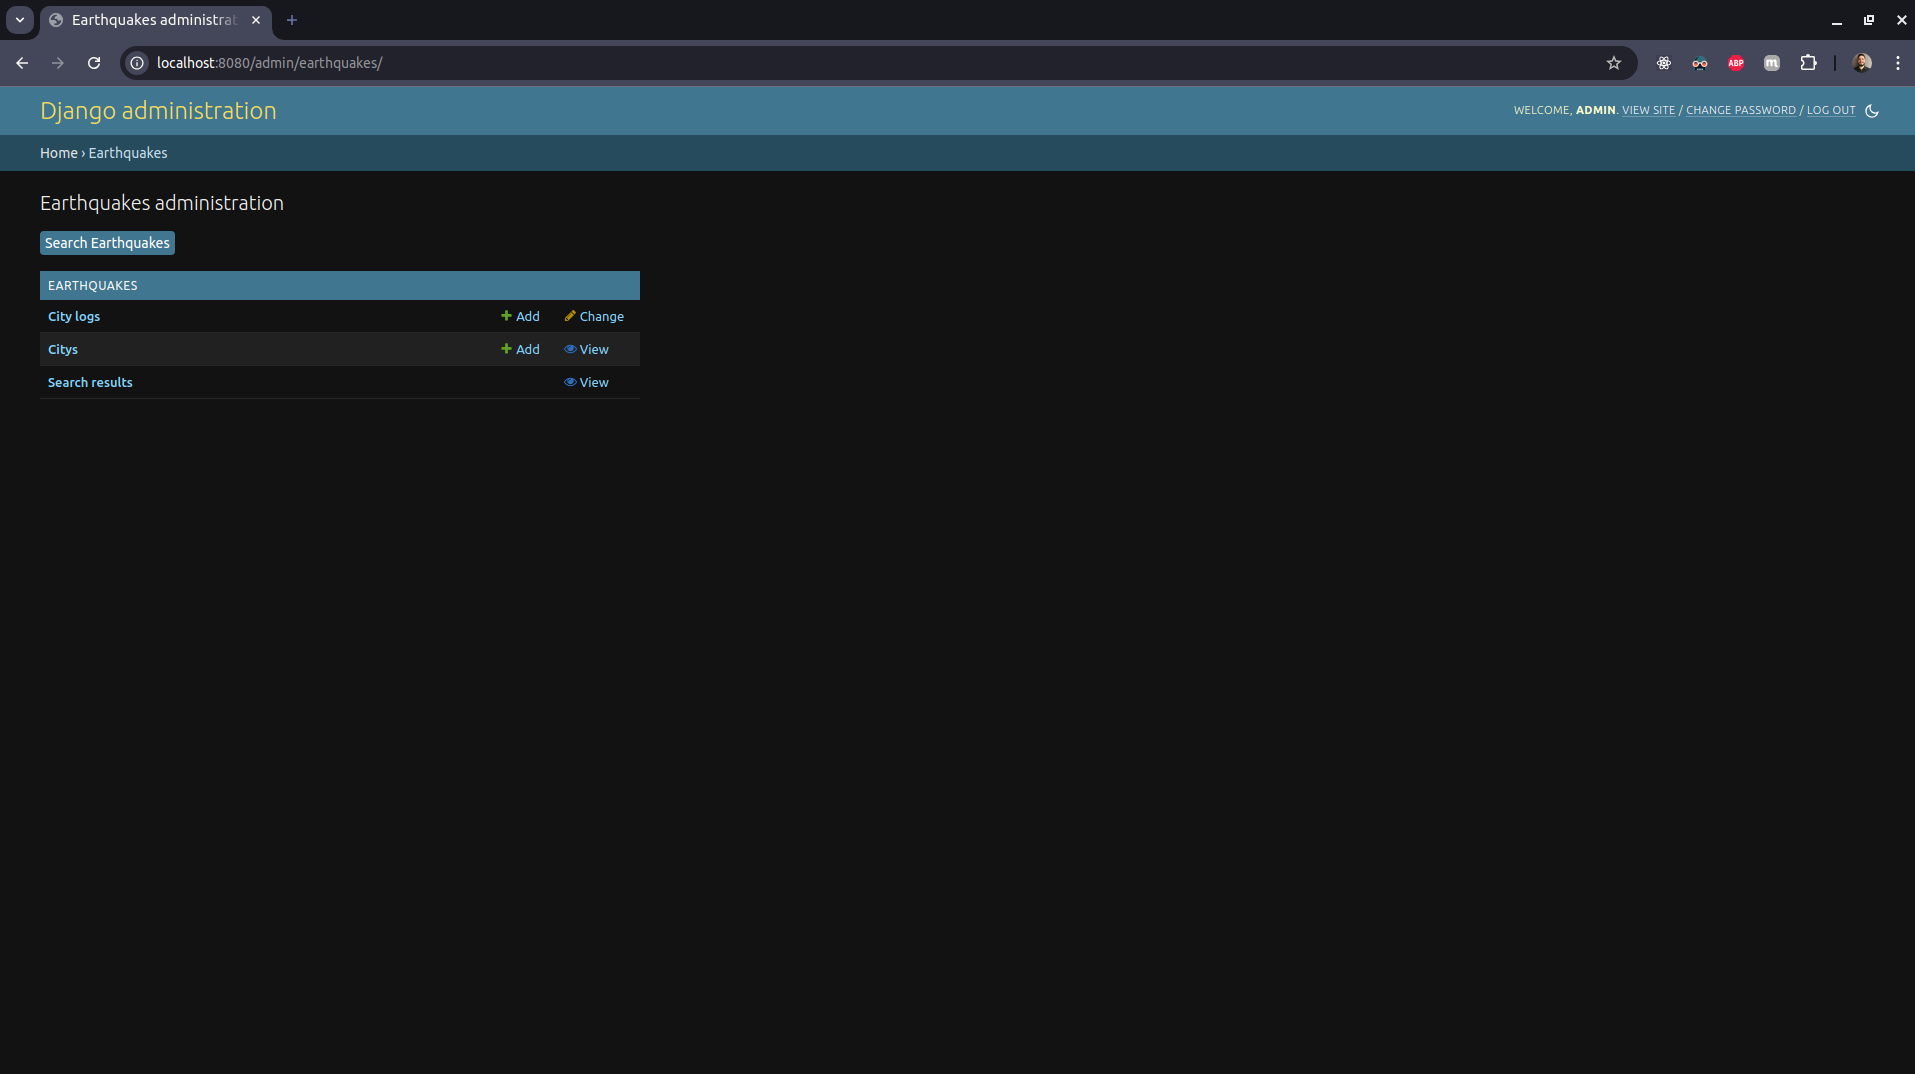 Earthquakes administrat
localhost:8080/admin/earthquakes/
ABP
m
Django administration
WELCOME, ADMIN. VIEW SITE / CHANGE PASSWORD / LOG OUT
Home › Earthquakes
Earthquakes administration
Search Earthquakes
EARTHQUAKES
City logs Add Change
Citys Add View
Search results View